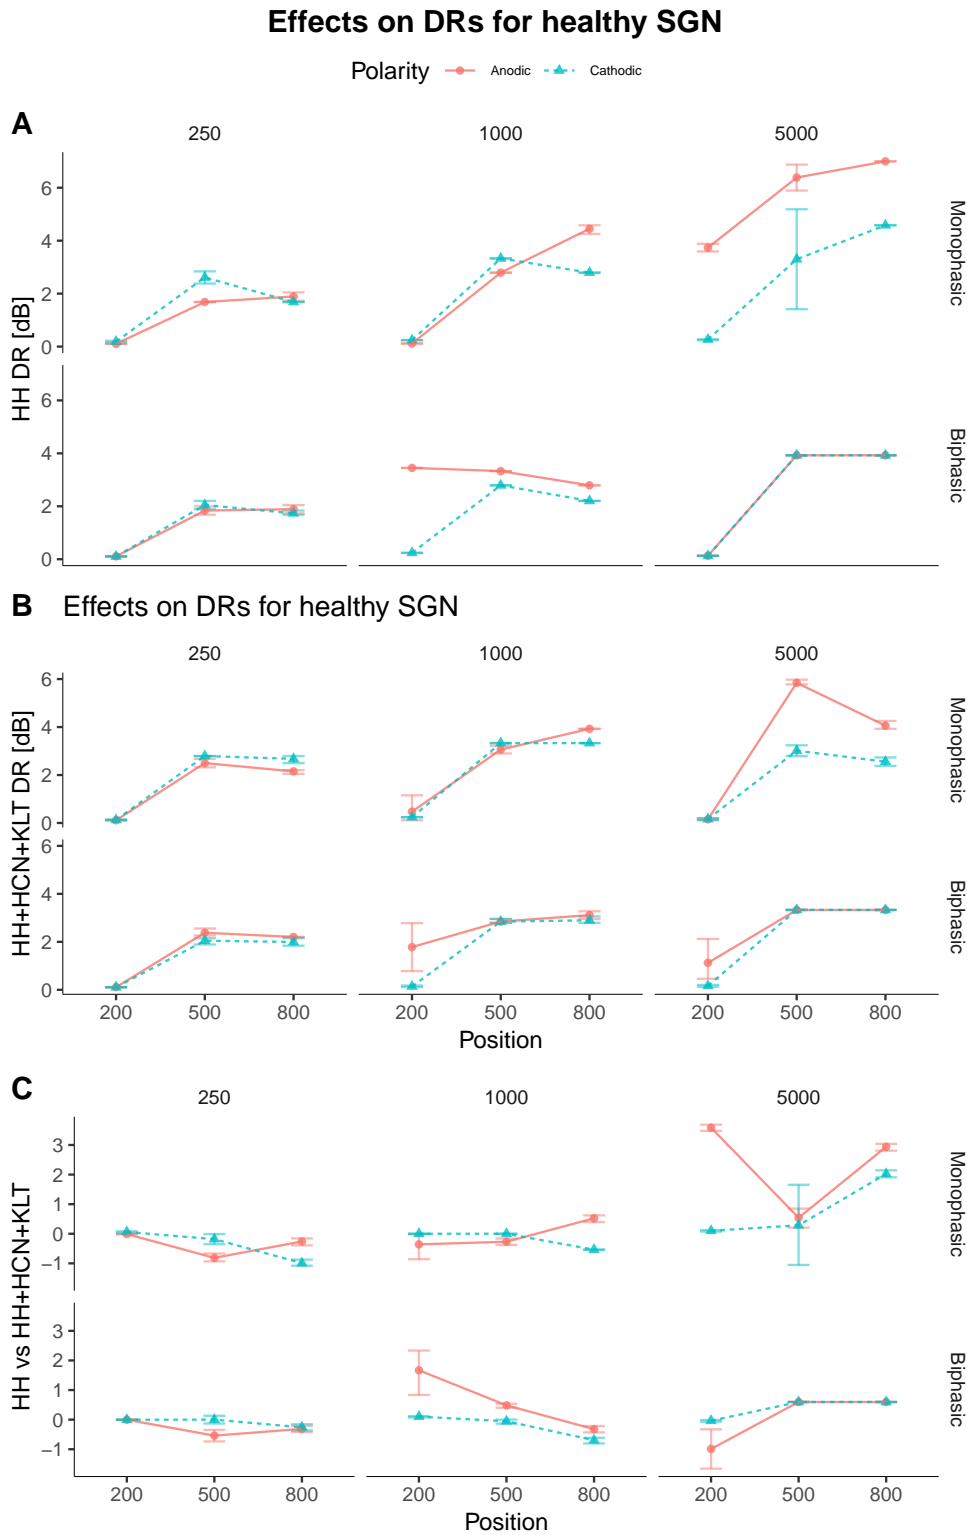 Effects on DRs for healthy SGN
Polarity Anodic Cathodic
A
250 1000 5000
HH DR [dB]
6
4
2
0
Monophasic
6
4
2
0
Biphasic
B Effects on DRs for healthy SGN
250 1000 5000
HH+HCN+KLT DR [dB]
6
4
2
0
Monophasic
6
4
2
0
Biphasic
200 500 800 200 500 800 200 500 800
Position
C
250 1000 5000
HH vs HH+HCN+KLT
3
2
1
0
−1
Monophasic
3
2
1
0
−1
Biphasic
200 500 800 200 500 800 200 500 800
Position